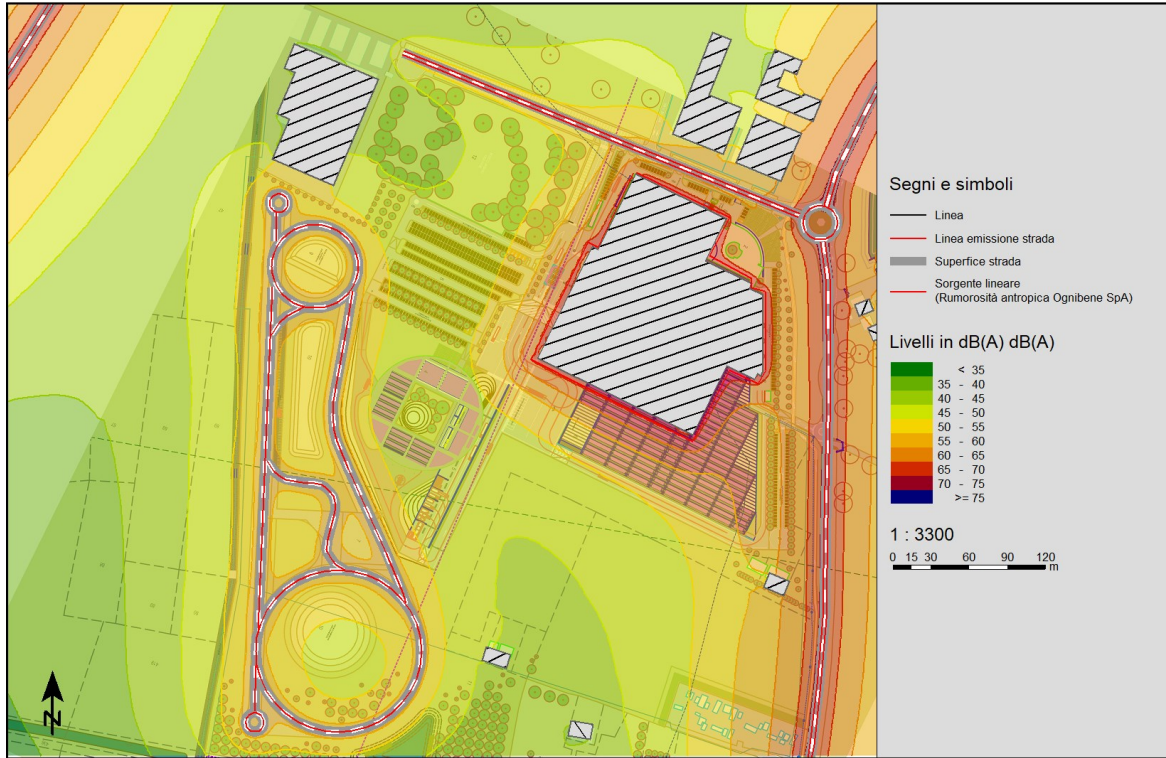 Segni e simboli
Linea
Linea emissione strada
Superfice strada
Sorgente lineare
(Rumorosità antropica Ognibene SpA)
Livelli in dB(A) dB(A)
< 35
35 - 40
40 - 45
45 - 50
50 - 55
55 - 60
60 - 65
65 - 70
70 - 75
>= 75
1 : 3300
0 15 30 60 90 120
m
N